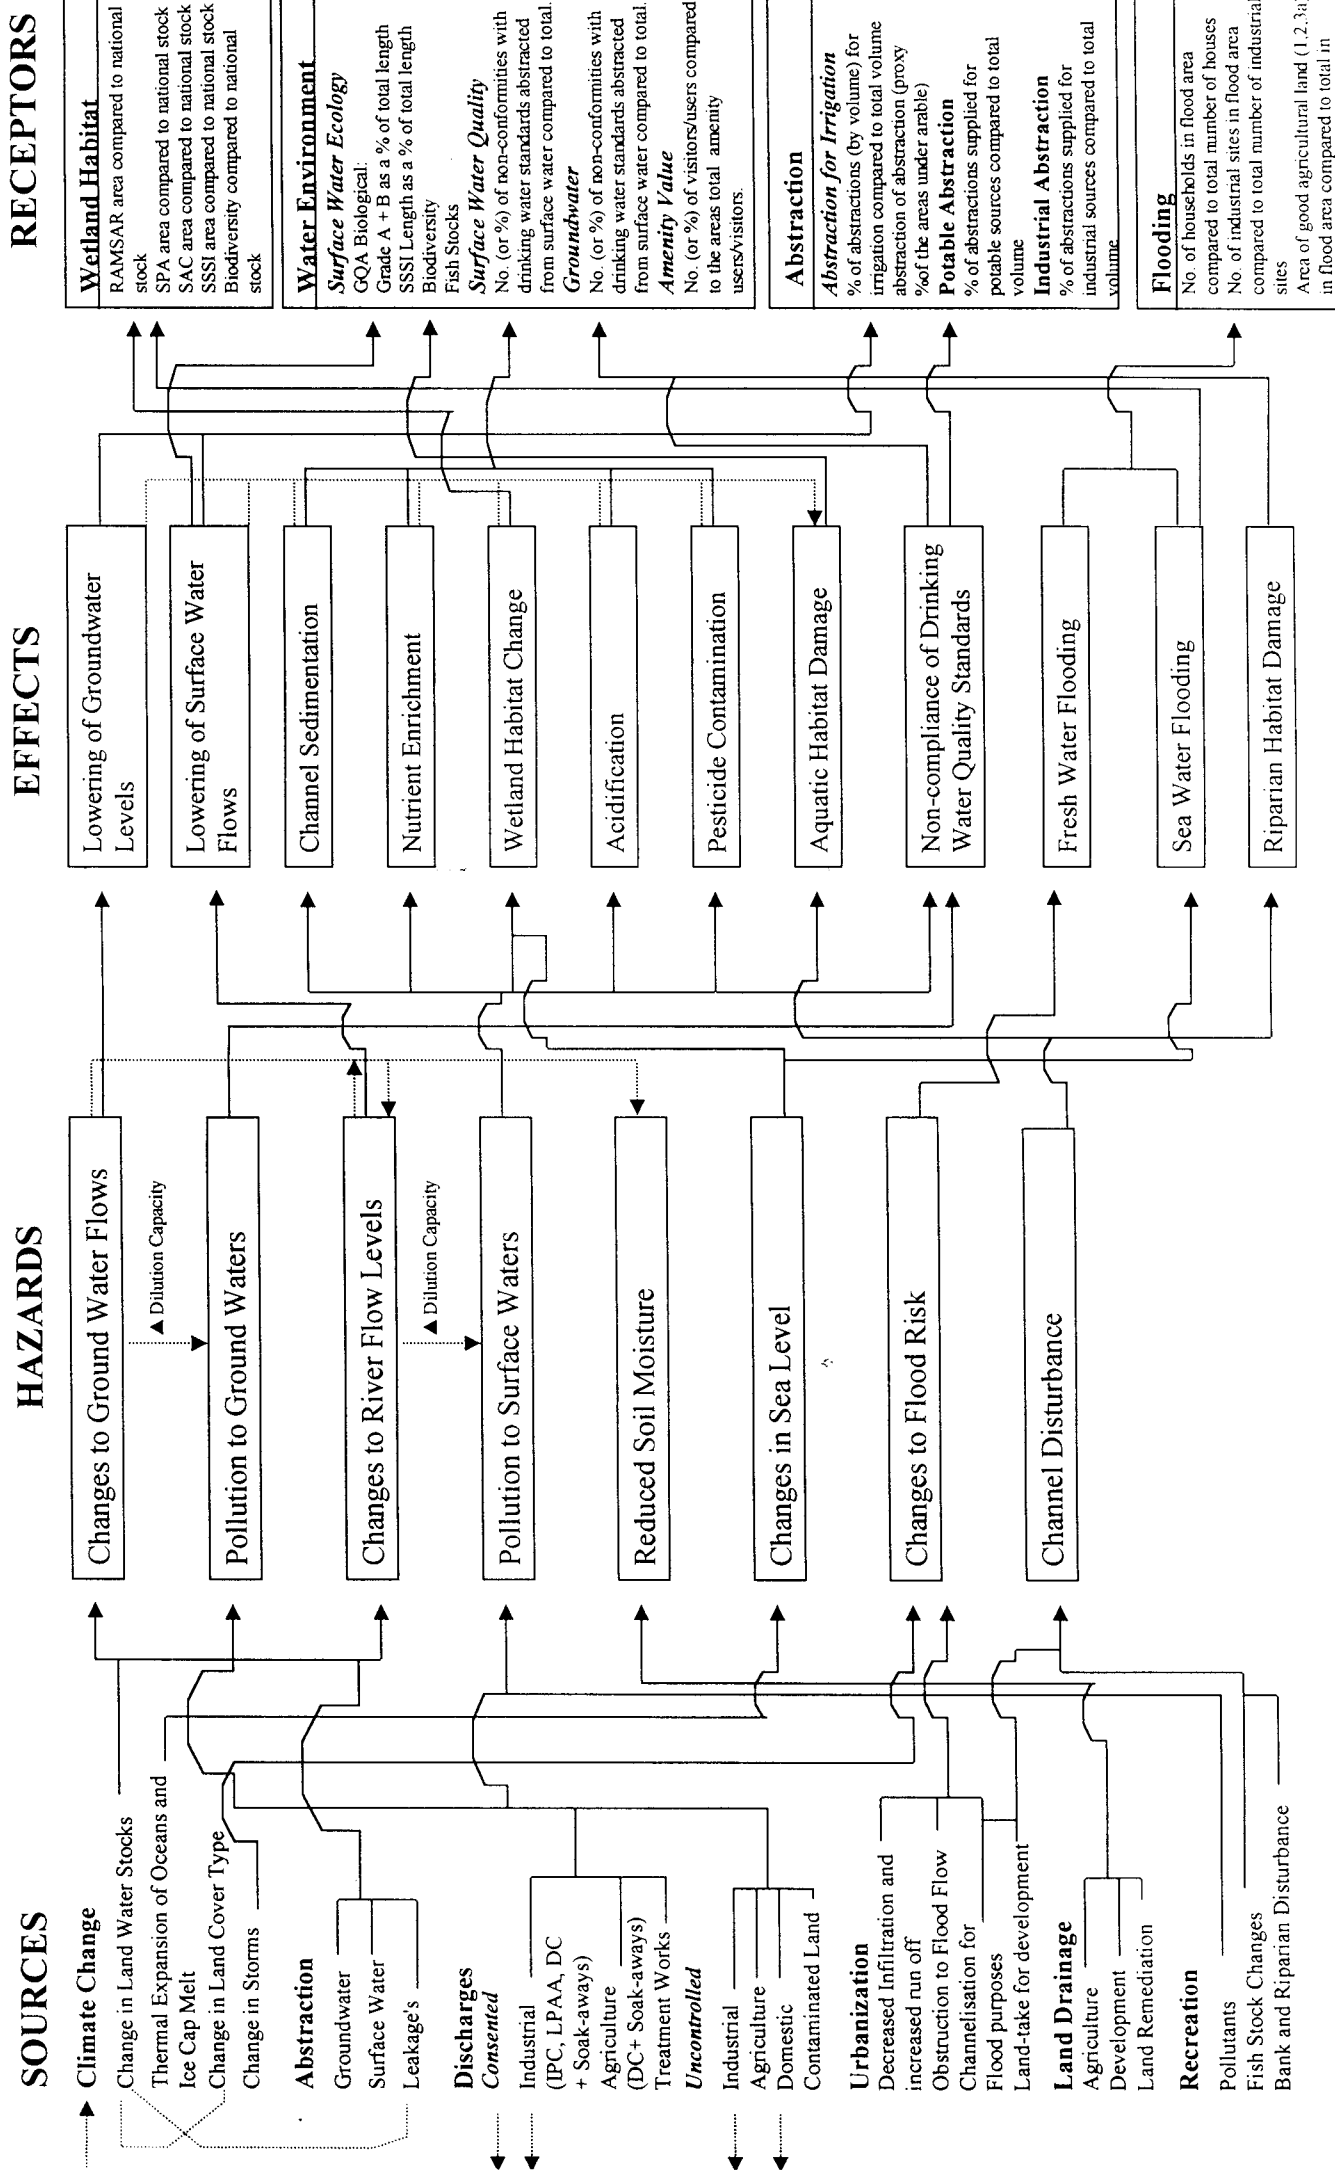 SOURCES
Climate Change
Change in Land Water Stocks
Thermal Expansion of Oceans and
Ice Cap Melt
Change in Land Cover Type
Change in Storms
Abstraction
Groundwater
Surface Water
Leakage's
Discharges
Consented
Industrial
(IPC, LPAA, DC
+ Soak-aways)
Agriculture
(DC+ Soak-aways)
Treatment Works
Uncontrolled
Industrial
Agriculture
Domestic
Contaminated Land
Urbanization
Decreased Infiltration and
increased run off
Obstruction to Flood Flow
Channelisation for
Flood purposes
Land-take for development
Land Drainage
Agriculture
Development
Land Remediation
Recreation
Pollutants
Fish Stock Changes
Bank and Riparian Disturbance
HAZARDS
Changes to Ground Water Flows
▲ Dilution Capacity
Pollution to Ground Waters
Changes to River Flow Levels
▲ Dilution Capacity
Pollution to Surface Waters
Reduced Soil Moisture
Changes in Sea Level
Changes to Flood Risk
Channel Disturbance
EFFECTS
Lowering of Groundwater
Levels
Lowering of Surface Water
Flows
Channel Sedimentation
Nutrient Enrichment
Wetland Habitat Change
Acidification
Pesticide Contamination
Aquatic Habitat Damage
Non-compliance of Drinking
Water Quality Standards
Fresh Water Flooding
Sea Water Flooding
Riparian Habitat Damage
RECEPTORS
Wetland Habitat
RAMSAR area compared to national
stock
SPA area compared to national stock
SAC area compared to national stock
SSSI area compared to national stock
Biodiversity compared to national
stock
Water Environment
Surface Water Ecology
GQA Biological:
Grade A + B as a % of total length
SSSI Length as a % of total length
Biodiversity
Fish Stocks
Surface Water Quality
No. (or %) of non-conformities with
drinking water standards abstracted
from surface water compared to total.
Groundwater
No. (or %) of non-conformities with
drinking water standards abstracted
from surface water compared to total.
Amenity Value
No. (or %) of visitors/users compared
to the areas total amenity
users/visitors.
Abstraction
Abstraction for Irrigation
% of abstractions (by volume) for
irrigation compared to total volume
abstraction of abstraction (proxy
%of the areas under arable)
Potable Abstraction
% of abstractions supplied for
potable sources compared to total
volume
Industrial Abstraction
% of abstractions supplied for
industrial sources compared to total
volume
Flooding
No. of households in flood area
compared to total number of houses
No. of industrial sites in flood area
compared to total number of industrial
sites
Area of good agricultural land (1,2,3a)
in flood area compared to total in